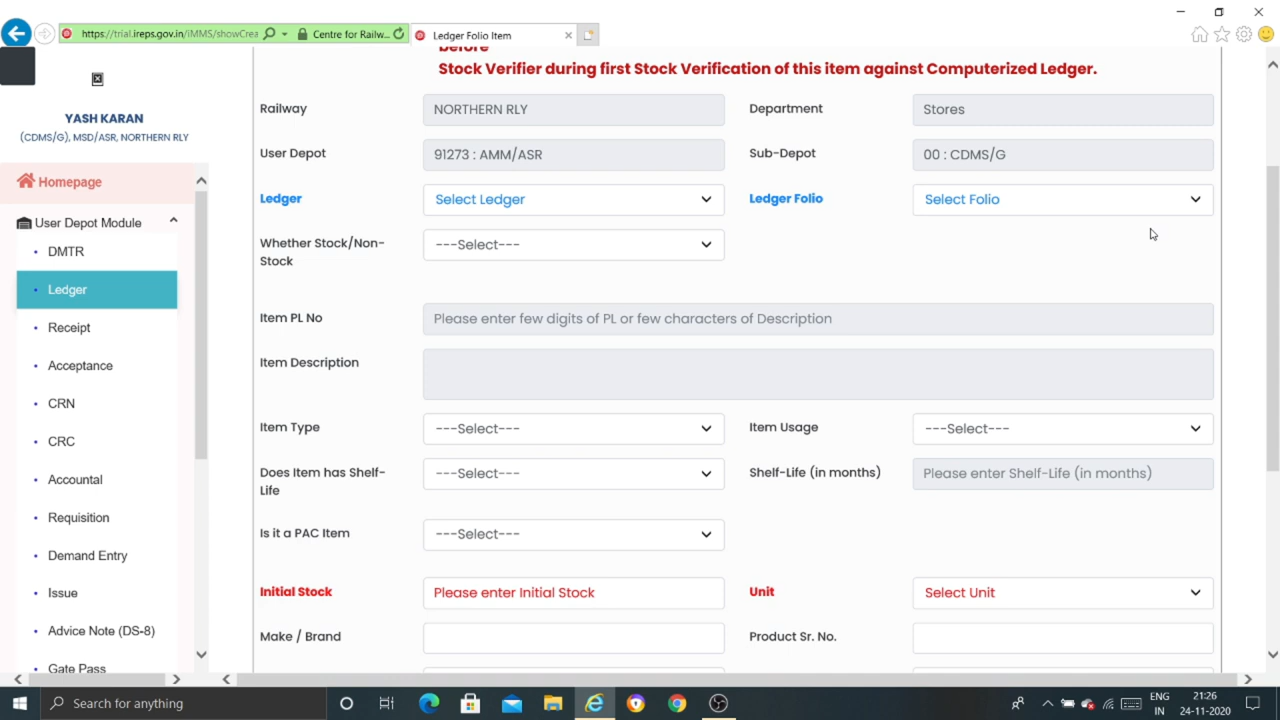 https://trial.ireps.gov.in/iMMS/showCrea
Centre for Railw...
Ledger Folio Item
before
Stock Verifier during first Stock Verification of this item against Computerized Ledger.
YASH KARAN
(CDMS/G), MSD/ASR, NORTHERN RLY
Homepage
User Depot Module
DMTR
Ledger
Receipt
Acceptance
CRN
CRC
Accountal
Requisition
Demand Entry
Issue
Advice Note (DS-8)
Gate Pass
Railway NORTHERN RLY Department Stores
User Depot 91273 : AMM/ASR Sub-Depot 00 : CDMS/G
Ledger Select Ledger Ledger Folio Select Folio
Whether Stock/Non-
Stock
---Select---
Item PL No Please enter few digits of PL or few characters of Description
Item Description
Item Type ---Select--- Item Usage ---Select---
Does Item has Shelf-
Life
---Select--- Shelf-Life (in months) Please enter Shelf-Life (in months)
Is it a PAC Item ---Select---
Initial Stock Please enter Initial Stock Unit Select Unit
Make / Brand Product Sr. No.
Search for anything
ENG
IN
21:26
24-11-2020